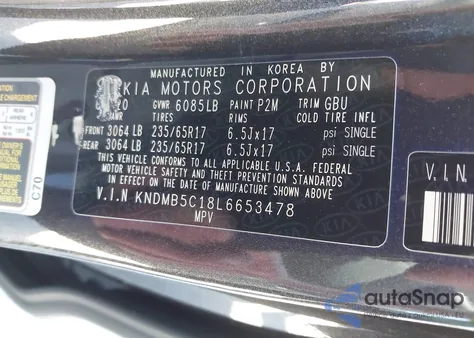 MANUFACTURED IN KOREA BY
KIA MOTORS CORPORATION
20 GVWR 6085LB PAINT P2M TRIM GBU
GAWR TIRES RIMS COLD TIRE INFL
FRONT 3064 LB 235/65R17 6.5Jx17 psi SINGLE
REAR 3064 LB 235/65R17 6.5Jx17 psi SINGLE
THIS VEHICLE CONFORMS TO ALL APPLICABLE U.S.A. FEDERAL
MOTOR VEHICLE SAFETY AND THEFT PREVENTION STANDARDS
IN EFFECT ON THE DATE OF MANUFACTURE SHOWN ABOVE.
V.I.N KNDMB5C18L6653478
MPV
C70
V.I.N.
autoSnap